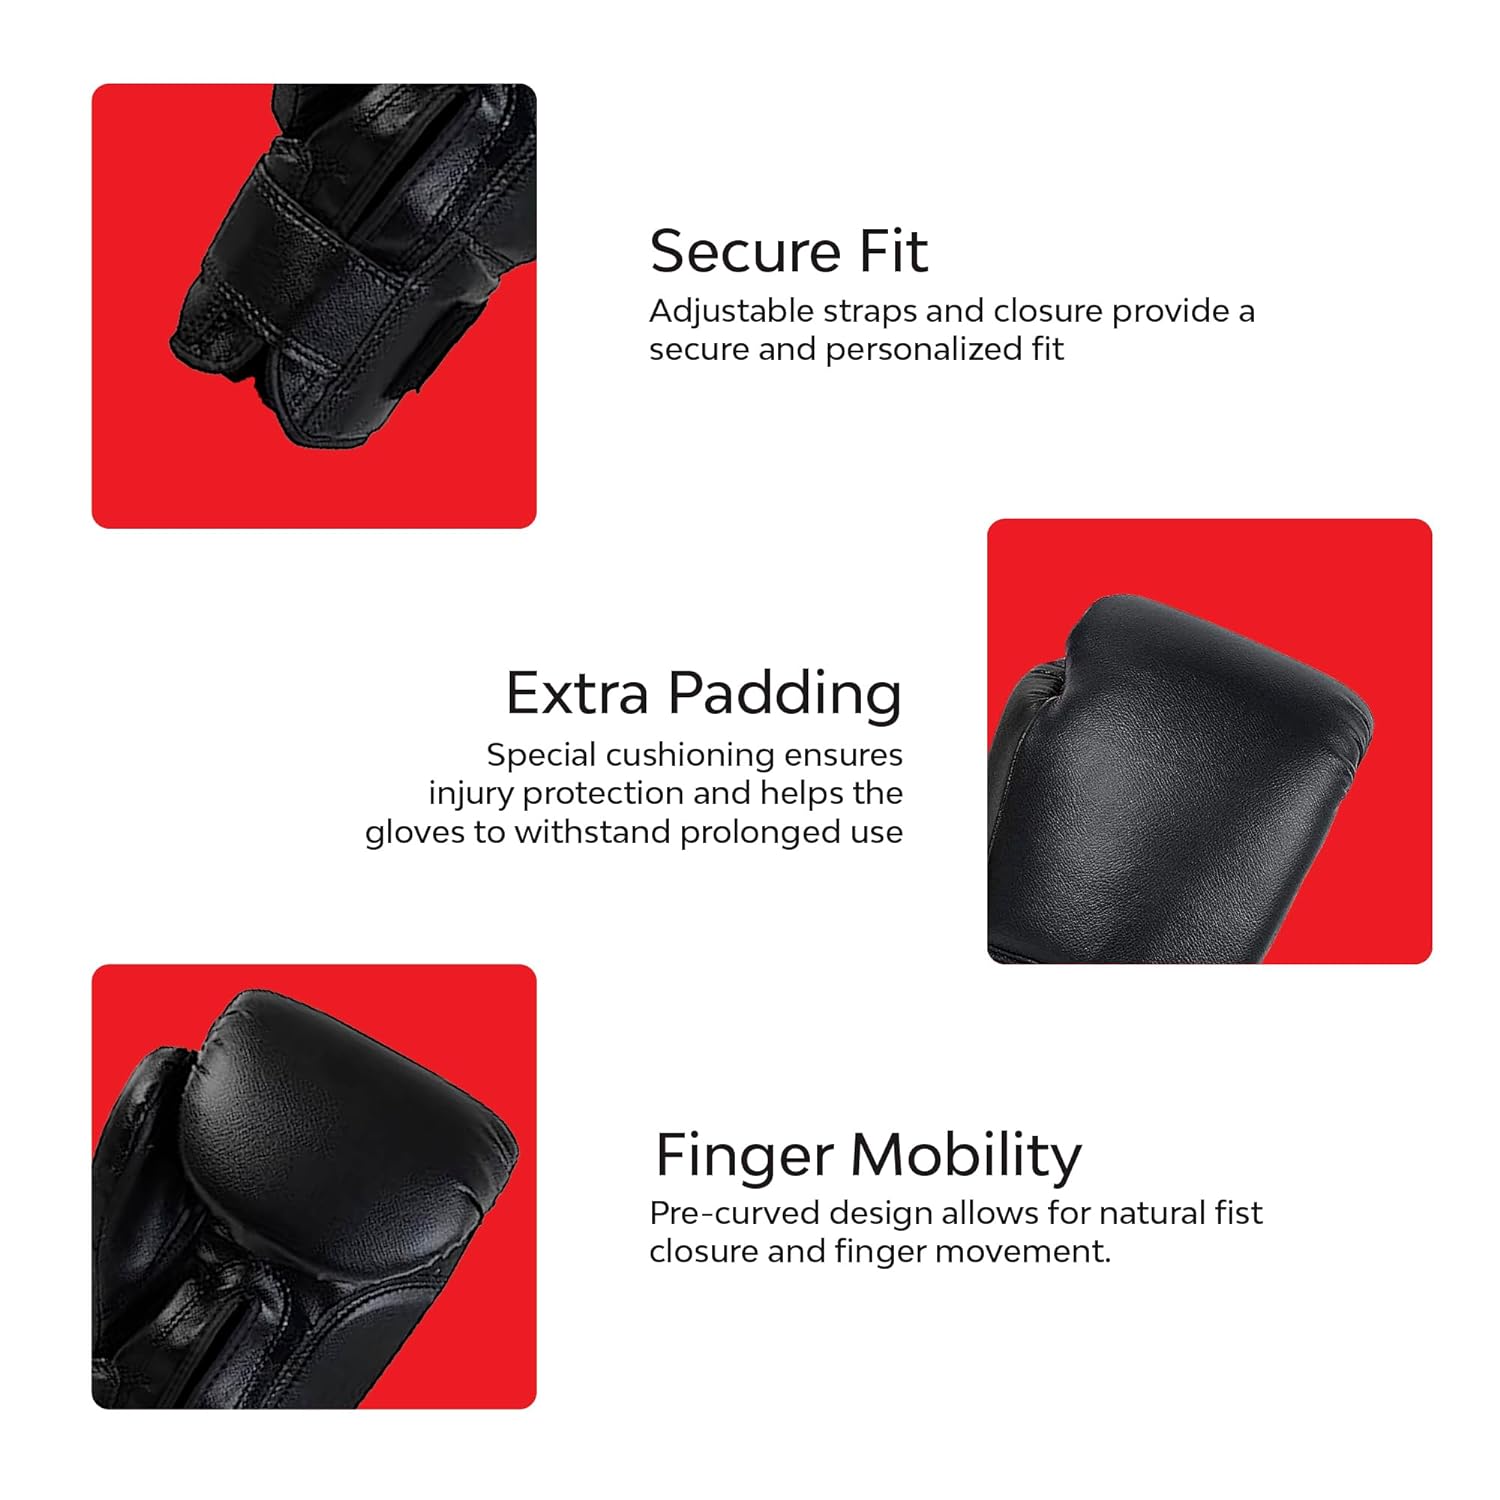 Secure Fit
Adjustable straps and closure provide a
secure and personalized fit
Extra Padding
Special cushioning ensures
injury protection and helps the
gloves to withstand prolonged use
Finger Mobility
Pre-curved design allows for natural fist
closure and finger movement.